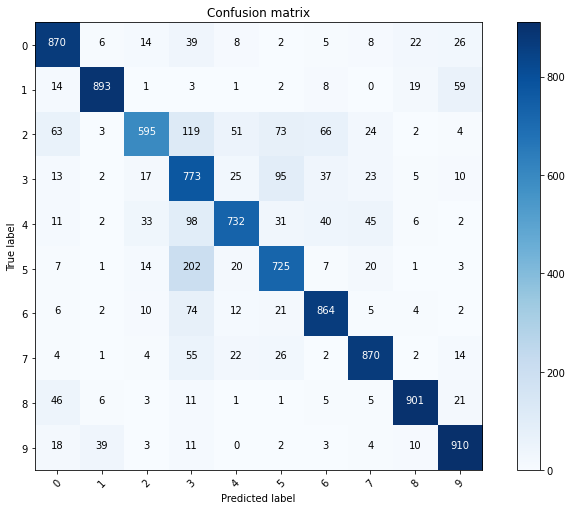 Confusion matrix
0 870 6 14 39 8 2 5 8 22 26
1 14 893 1 3 1 2 8 0 19 59
2 63 3 595 119 51 73 66 24 2 4
3 13 2 17 773 25 95 37 23 5 10
4 11 2 33 98 732 31 40 45 6 2
5 7 1 14 202 20 725 7 20 1 3
6 6 2 10 74 12 21 864 5 4 2
7 4 1 4 55 22 26 2 870 2 14
8 46 6 3 11 1 1 5 5 901 21
9 18 39 3 11 0 2 3 4 10 910
0 1 2 3 4 5 6 7 8 9
True label
Predicted label
800
600
400
200
0